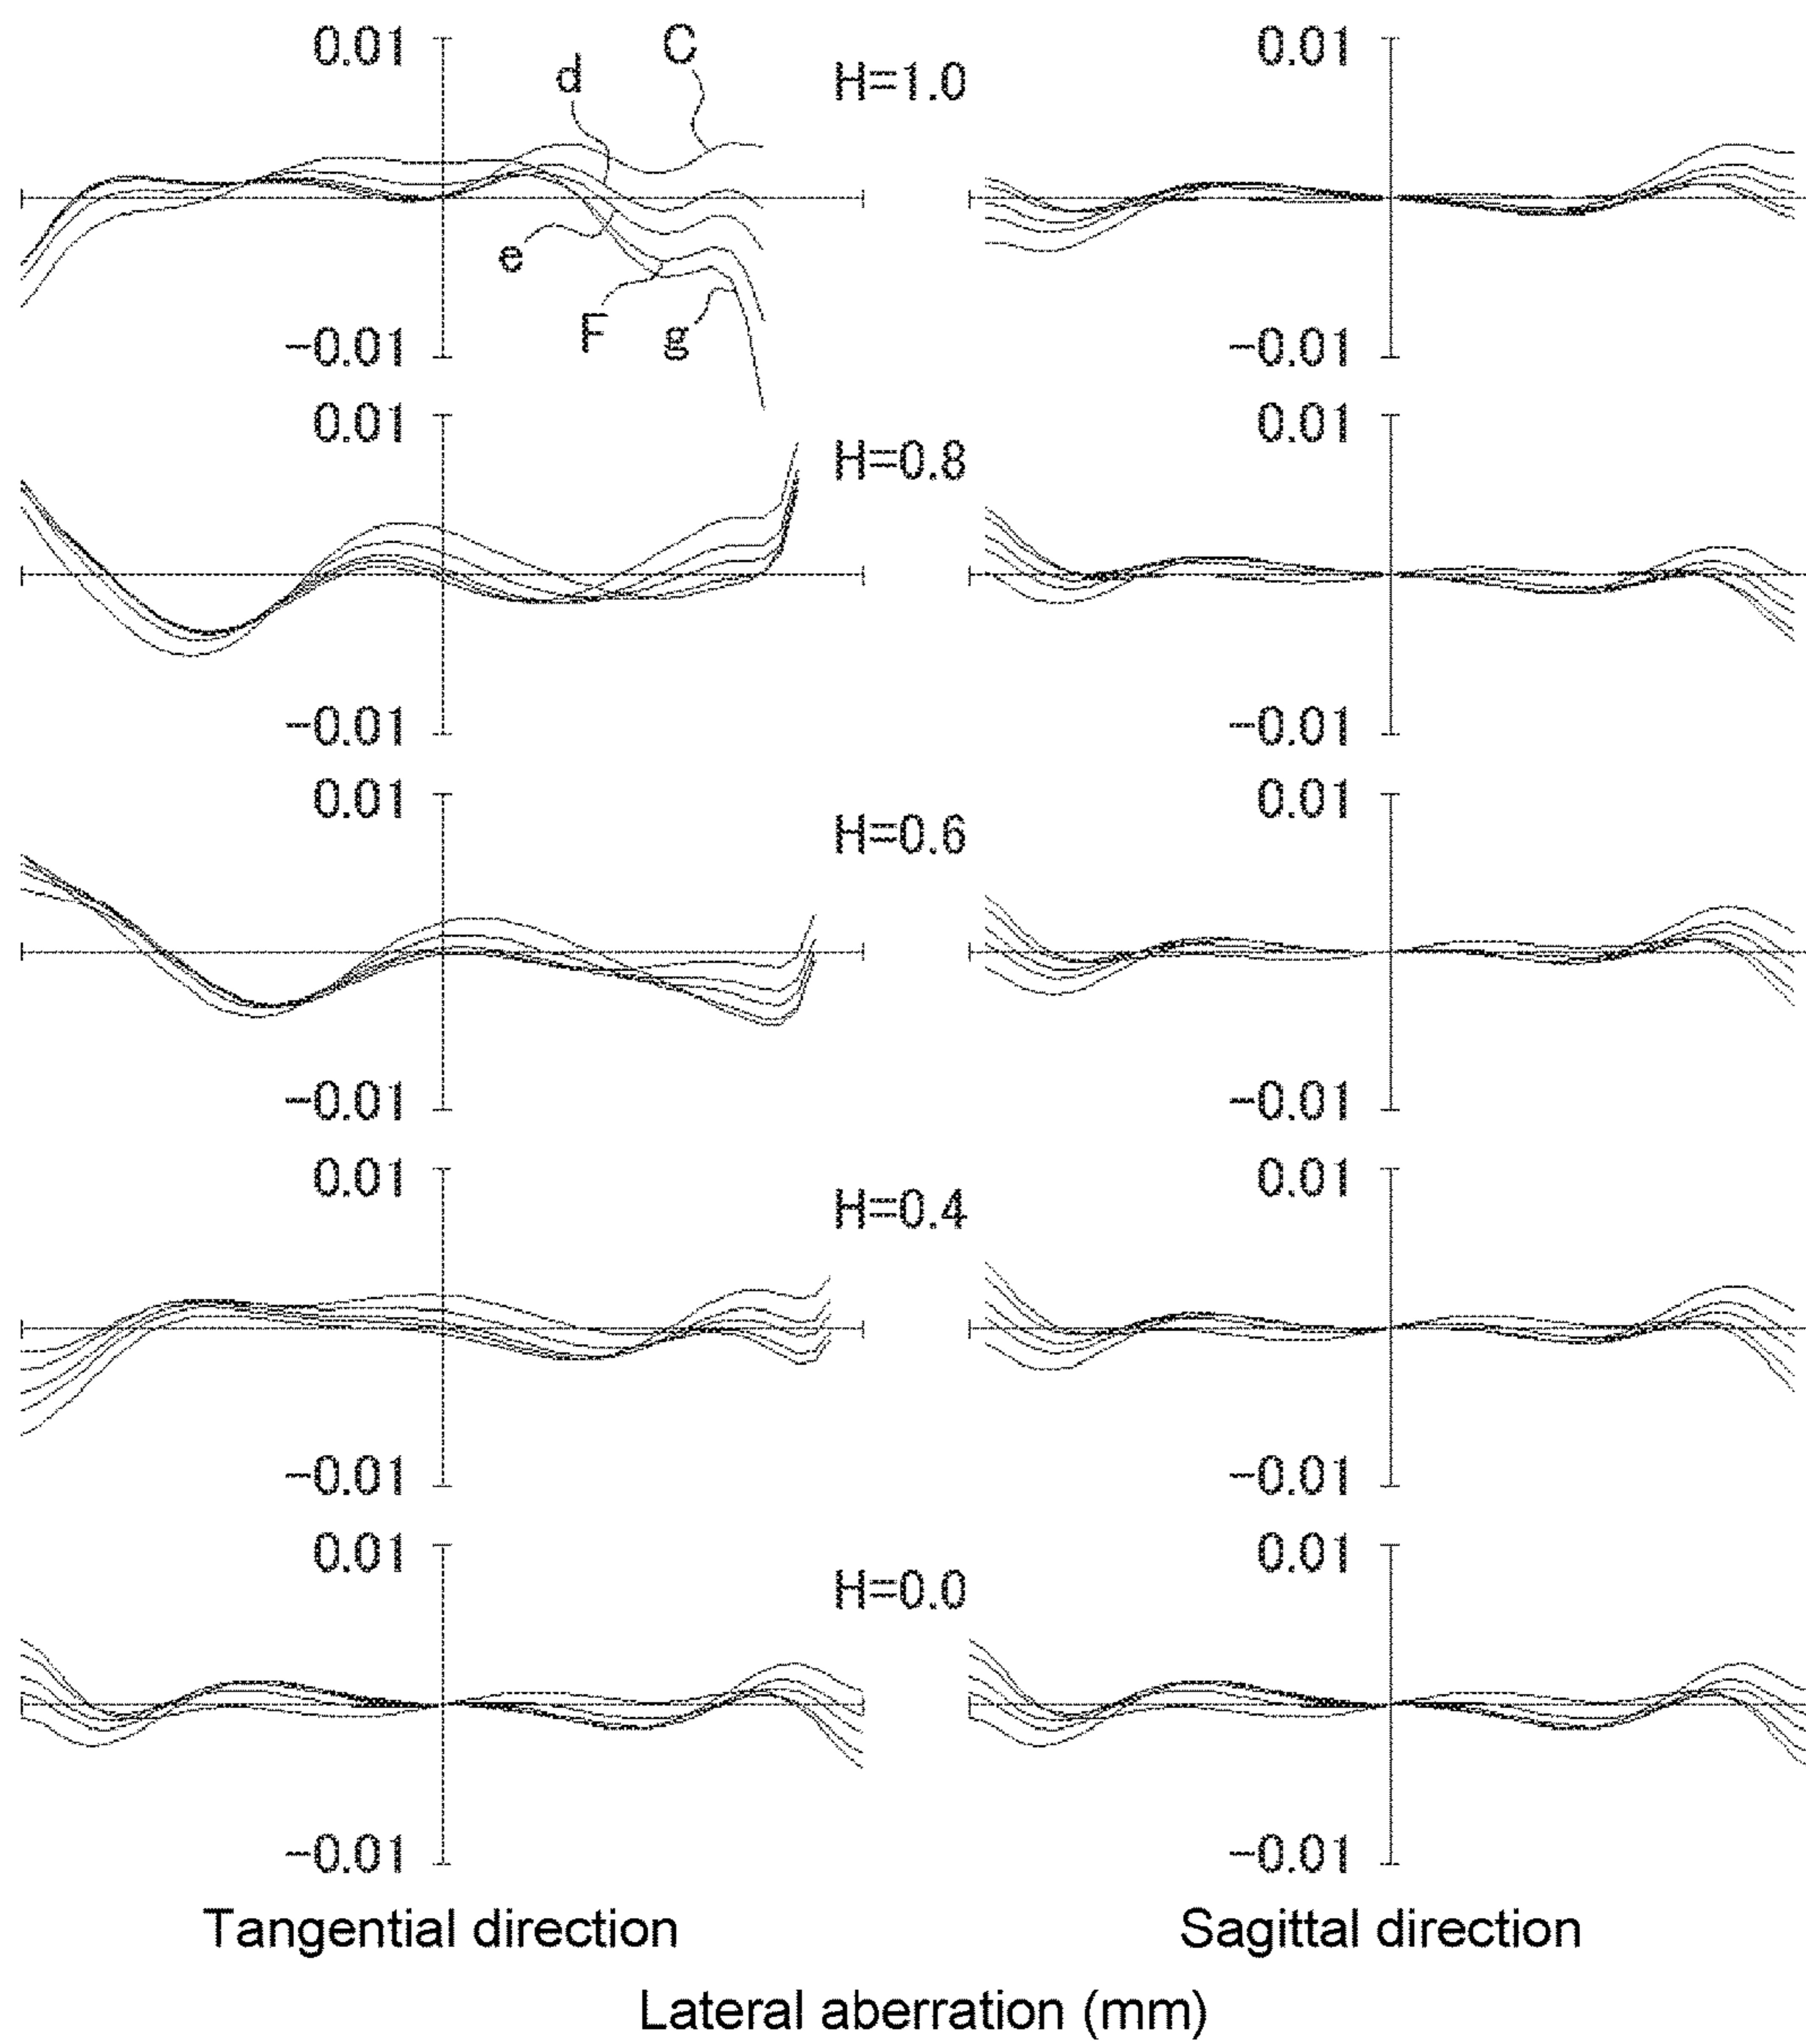 0.01
C
0.01
d
H=1.0
e
F
g
-0.01
-0.01
0.01
0.01
H=0.8
-0.01
-0.01
0.01
0.01
H=0.6
-0.01
-0.01
0.01
0.01
H=0.4
-0.01
-0.01
0.01
0.01
H=0.0
-0.01
-0.01
Tangential direction
Sagittal direction
Lateral aberration (mm)